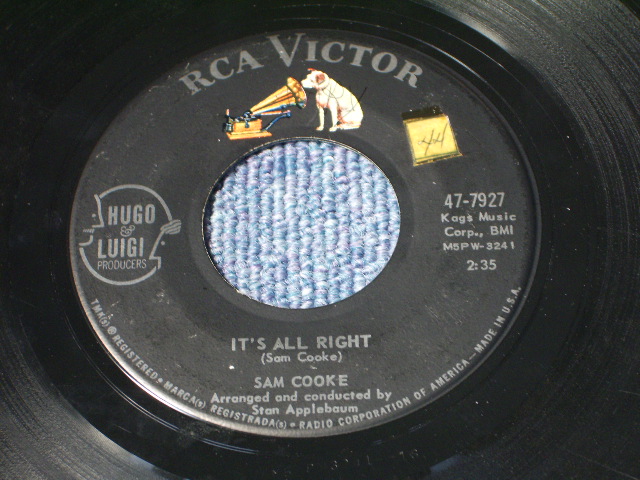 RCA VICTOR
44
HUGO
&
LUIGI
PRODUCERS
47-7927
Kags Music
Corp., BMI
M5PW-3241
2:35
IT'S ALL RIGHT
(Sam Cooke)
SAM COOKE
Arranged and conducted by
Stan Applebaum
TMK(s) ® REGISTERED • MARCA(s) REGISTRADA(s) • RADIO CORPORATION OF AMERICA—MADE IN U.S.A.